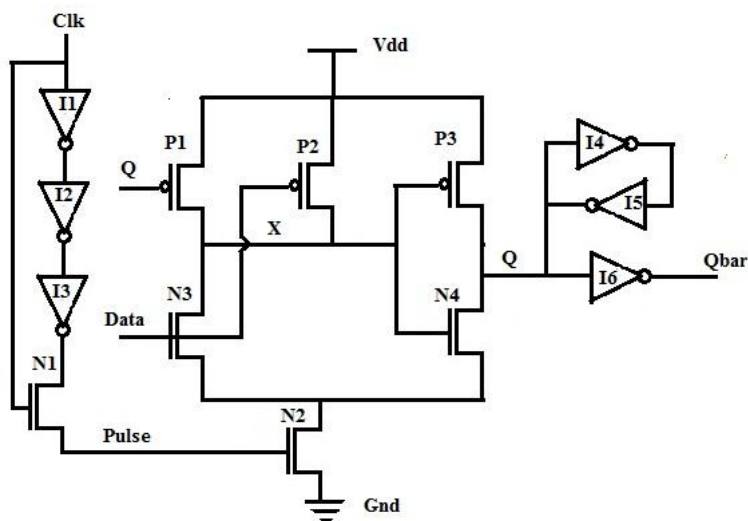 Clk
Vdd
I1
P1
P2
P3
I4
Q
I2
I5
X
Q
I6
Qbar
I3
N3
N4
Data
N1
N2
Pulse
Gnd